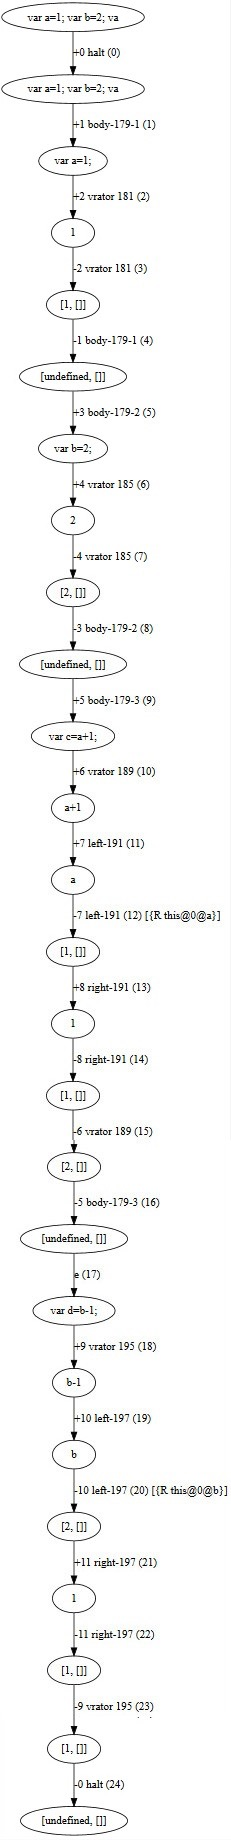 var a=1; var b=2; va
+0 halt (0)
var a=1; var b=2; va
+1 body-179-1 (1)
var a=1;
+2 vrator 181 (2)
1
-2 vrator 181 (3)
[1, []]
-1 body-179-1 (4)
[undefined, []]
+3 body-179-2 (5)
var b=2;
+4 vrator 185 (6)
2
-4 vrator 185 (7)
[2, []]
-3 body-179-2 (8)
[undefined, []]
+5 body-179-3 (9)
var c=a+1;
+6 vrator 189 (10)
a+1
+7 left-191 (11)
a
-7 left-191 (12) [{R this@0@a}]
[1, []]
+8 right-191 (13)
1
-8 right-191 (14)
[1, []]
-6 vrator 189 (15)
[2, []]
-5 body-179-3 (16)
[undefined, []]
e (17)
var d=b-1;
+9 vrator 195 (18)
b-1
+10 left-197 (19)
b
-10 left-197 (20) [{R this@0@b}]
[2, []]
+11 right-197 (21)
1
-11 right-197 (22)
[1, []]
-9 vrator 195 (23)
[1, []]
-0 halt (24)
[undefined, []]